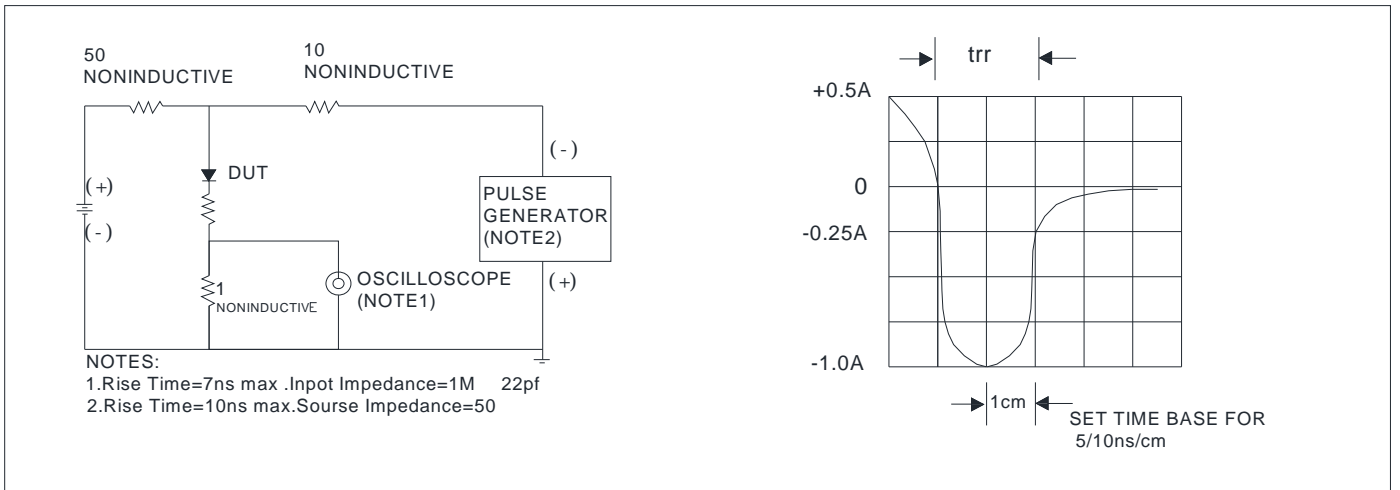 50
NONINDUCTIVE
10
NONINDUCTIVE
(+)
(-)
DUT
1
NONINDUCTIVE
OSCILLOSCOPE
(NOTE1)
(-)
PULSE
GENERATOR
(NOTE2)
(+)
NOTES:
1.Rise Time=7ns max .Inpot Impedance=1M 22pf
2.Rise Time=10ns max.Sourse Impedance=50
trr
+0.5A
0
-0.25A
-1.0A
1cm
SET TIME BASE FOR
5/10ns/cm